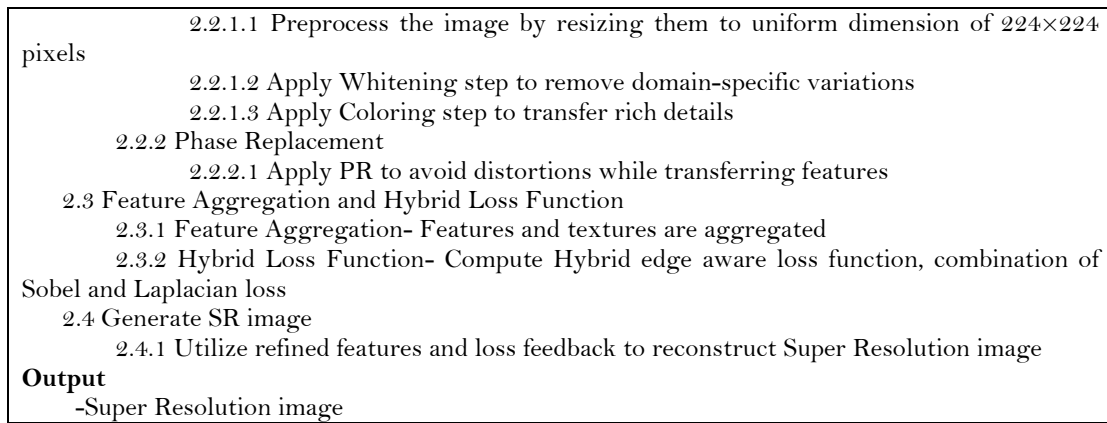 2.2.1.1 Preprocess the image by resizing them to uniform dimension of 224×224
pixels
2.2.1.2 Apply Whitening step to remove domain-specific variations
2.2.1.3 Apply Coloring step to transfer rich details
2.2.2 Phase Replacement
2.2.2.1 Apply PR to avoid distortions while transferring features
2.3 Feature Aggregation and Hybrid Loss Function
2.3.1 Feature Aggregation- Features and textures are aggregated
2.3.2 Hybrid Loss Function- Compute Hybrid edge aware loss function, combination of
Sobel and Laplacian loss
2.4 Generate SR image
2.4.1 Utilize refined features and loss feedback to reconstruct Super Resolution image
Output
-Super Resolution image